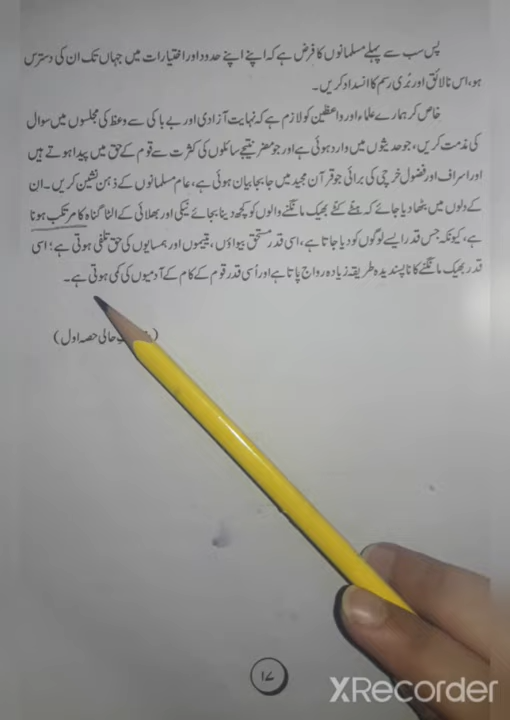 پس سب سے پہلے مسلمانوں کا فرض ہے کہ اپنے اپنے حدود اور اختیارات میں جہاں تک ان کی دسترس
ہو، اس نالائق اور بُری رسم کا انسداد کریں۔
خاص کر ہمارے علماء اور واعظین کو لازم ہے کہ نہایت آزادی اور بے باکی سے وعظ کی مجلسوں میں سوال
کی مذمت کریں، جو حدیثوں میں وارد ہوئی ہے اور جو مضر نتیجے سائلوں کی کثرت سے قوم کے حق میں پیدا ہوتے ہیں
اور اسراف اور فضول خرچی کی برائی جو قرآن مجید میں جا بجا بیان ہوئی ہے، عام مسلمانوں کے ذہن نشین کریں۔ ان
کے دلوں میں بٹھا دیا جائے کہ ہٹے کٹے بھیک مانگنے والوں کو کچھ دینا بجائے نیکی اور بھلائی کے الٹا گناہ کا مرتکب ہونا
ہے، کیونکہ جس قدر ایسے لوگوں کو دیا جاتا ہے، اسی قدر مستحق بیواؤں، یتیموں اور ہمسایوں کی حق تلفی ہوتی ہے؛ اسی
قدر بھیک مانگنے کا ناپسندیدہ طریقہ زیادہ رواج پاتا ہے اور اُسی قدر قوم کے کام کے آدمیوں کی کمی ہوتی ہے۔
حالی حصہ اول)
۱۷
XRecorder